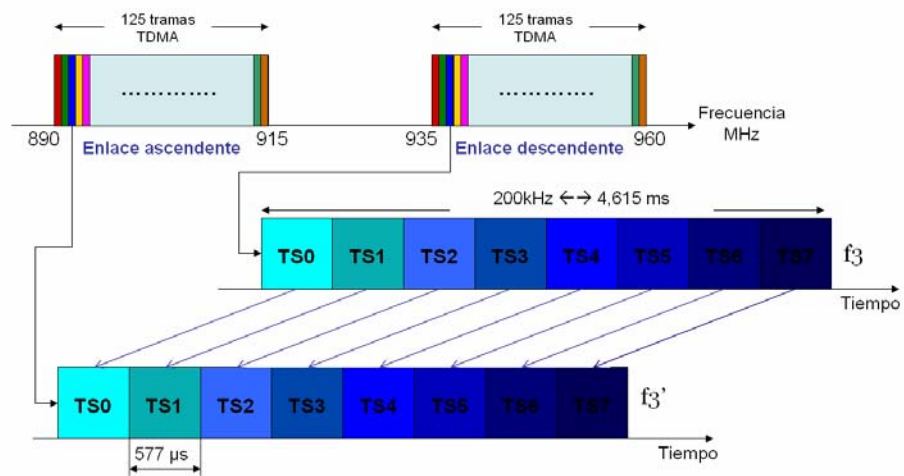 125 tramas
TDMA
125 tramas
TDMA
............. .............
Frecuencia
MHz
890 915 935 960
Enlace ascendente Enlace descendente
200kHz ←→ 4,615 ms
TS0 TS1 TS2 TS3 TS4 TS5 TS6 TS7 f3
Tiempo
TS0 TS1 TS2 TS3 TS4 TS5 TS6 TS7 f3'
Tiempo
577 µs